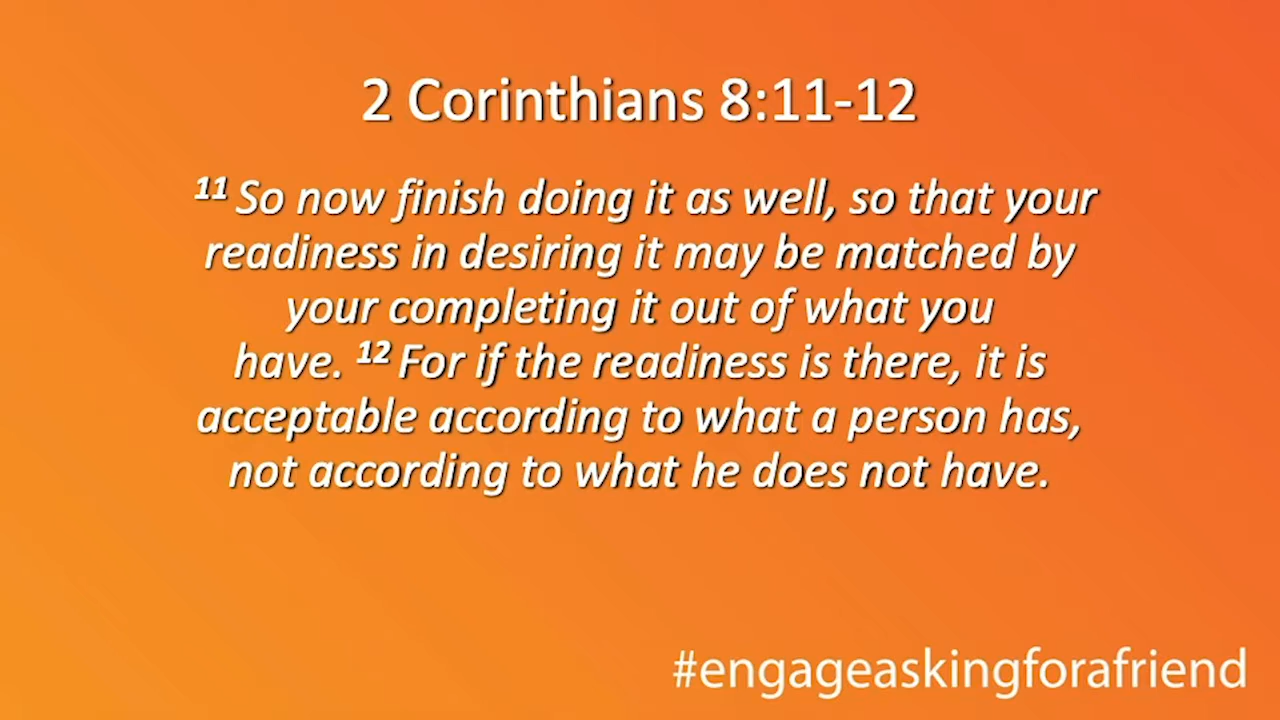 2 Corinthians 8:11-12
¹¹ So now finish doing it as well, so that your
readiness in desiring it may be matched by
your completing it out of what you
have. ¹² For if the readiness is there, it is
acceptable according to what a person has,
not according to what he does not have.
#engageaskingforafriend